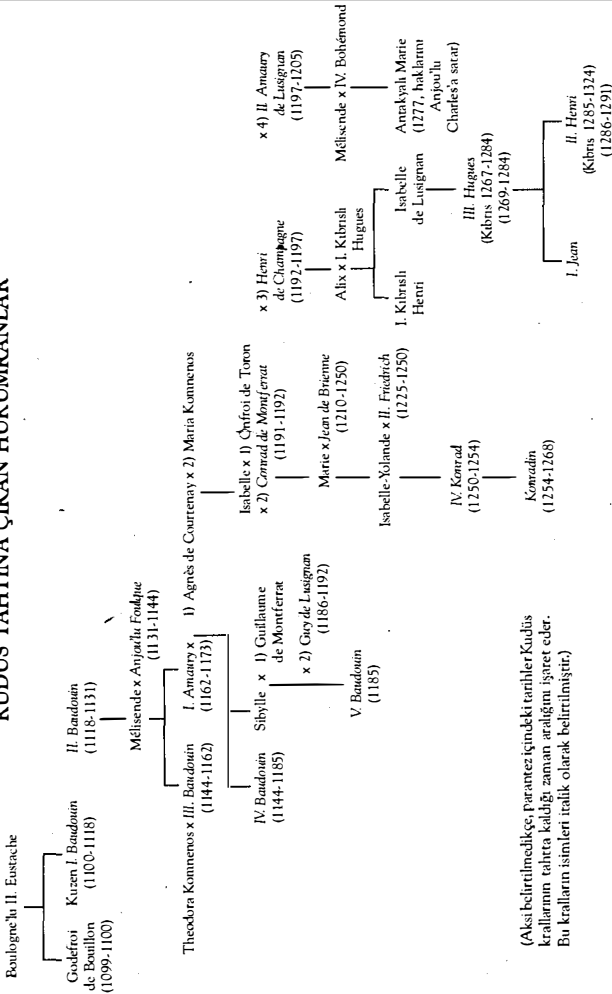 KUDÜS TAHTINA ÇIKAN HÜKÜMRANLAR
Boulogne'lu II. Eustache
Godefroi
de Bouillon
(1099-1100)
Kuzen I. Baudouin
(1100-1118)
II. Baudouin
(1118-1131)
Mélisende x Anjou'lu Foulque
(1131-1144)
Theodora Komnenos x III. Baudouin
(1144-1162)
I. Amaury x
(1162-1173)
1) Agnès de Courtenay x 2) Maria Komnenos
IV. Baudouin
(1144-1185)
Sibylle x 1) Guillaume
de Montferrat
x 2) Guy de Lusignan
(1186-1192)
V. Baudouin
(1185)
Isabelle x 1) Onfroi de Toron
x 2) Conrad de Montferrat
(1191-1192)
x 3) Henri
de Champagne
(1192-1197)
x 4) II. Amaury
de Lusignan
(1197-1205)
Marie x Jean de Brienne
(1210-1250)
Isabelle-Yolande x II. Friedrich
(1225-1250)
IV. Konrad
(1250-1254)
Konradin
(1254-1268)
Alix x I. Kıbrıslı
Hugues
I. Kıbrıslı
Henri
Isabelle
de Lusignan
III. Hugues
(Kıbrıs 1267-1284)
(1269-1284)
I. Jean
II. Henri
(Kıbrıs 1285-1324)
(1286-1291)
Mélisende x IV. Bohémond
Antakyalı Marie
(1277, haklarını
Anjou'lu
Charles'a satar)
(Aksi belirtilmedikçe, parantez içindeki tarihler Kudüs
krallarının tahtta kaldığı zaman aralığını işaret eder.
Bu kralların isimleri italik olarak belirtilmiştir.)